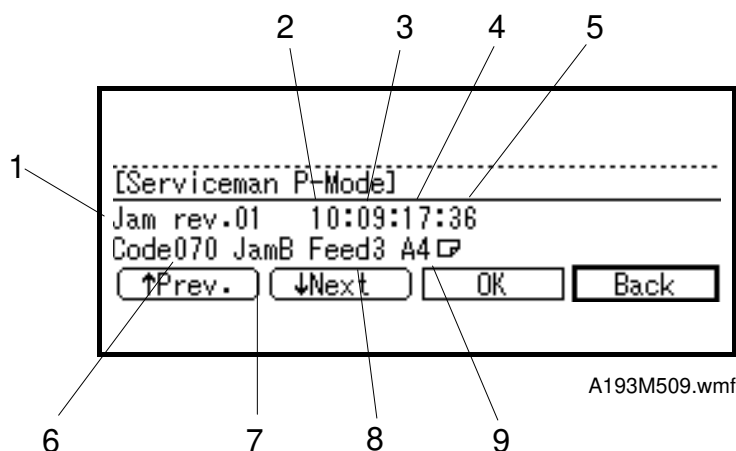 2 3 4 5
1
[Serviceman P-Mode]
Jam rev.01 10:09:17:36
Code070 JamB Feed3 A4
↑Prev. ↓Next OK Back
A193M509.wmf
6 7 8 9